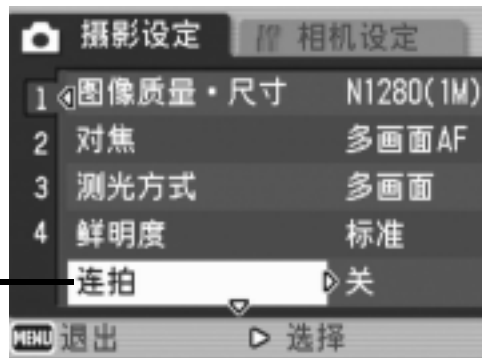 摄影设定 相机设定
1 图像质量・尺寸 N1280(1M)
2 对焦 多画面AF
3 测光方式 多画面
4 鲜明度 标准
连拍 关
MENU 退出 选择